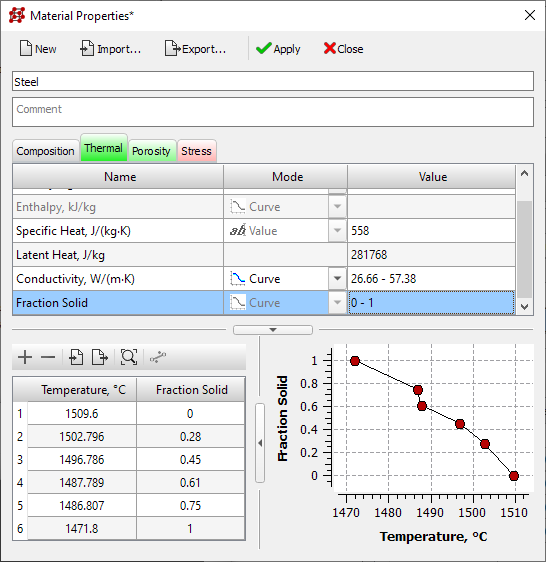 Material Properties*
New Import... Export... Apply Close
Steel
Comment
Composition Thermal Porosity Stress
Name Mode Value
Enthalpy, kJ/kg Curve
Specific Heat, J/(kg·K) Value 558
Latent Heat, J/kg 281768
Conductivity, W/(m·K) Curve 26.66 - 57.38
Fraction Solid Curve 0 - 1
Temperature, °C Fraction Solid
1 1509.6 0
2 1502.796 0.28
3 1496.786 0.45
4 1487.789 0.61
5 1486.807 0.75
6 1471.8 1
Fraction Solid
1
0.8
0.6
0.4
0.2
0
1470 1480 1490 1500 1510
Temperature, °C